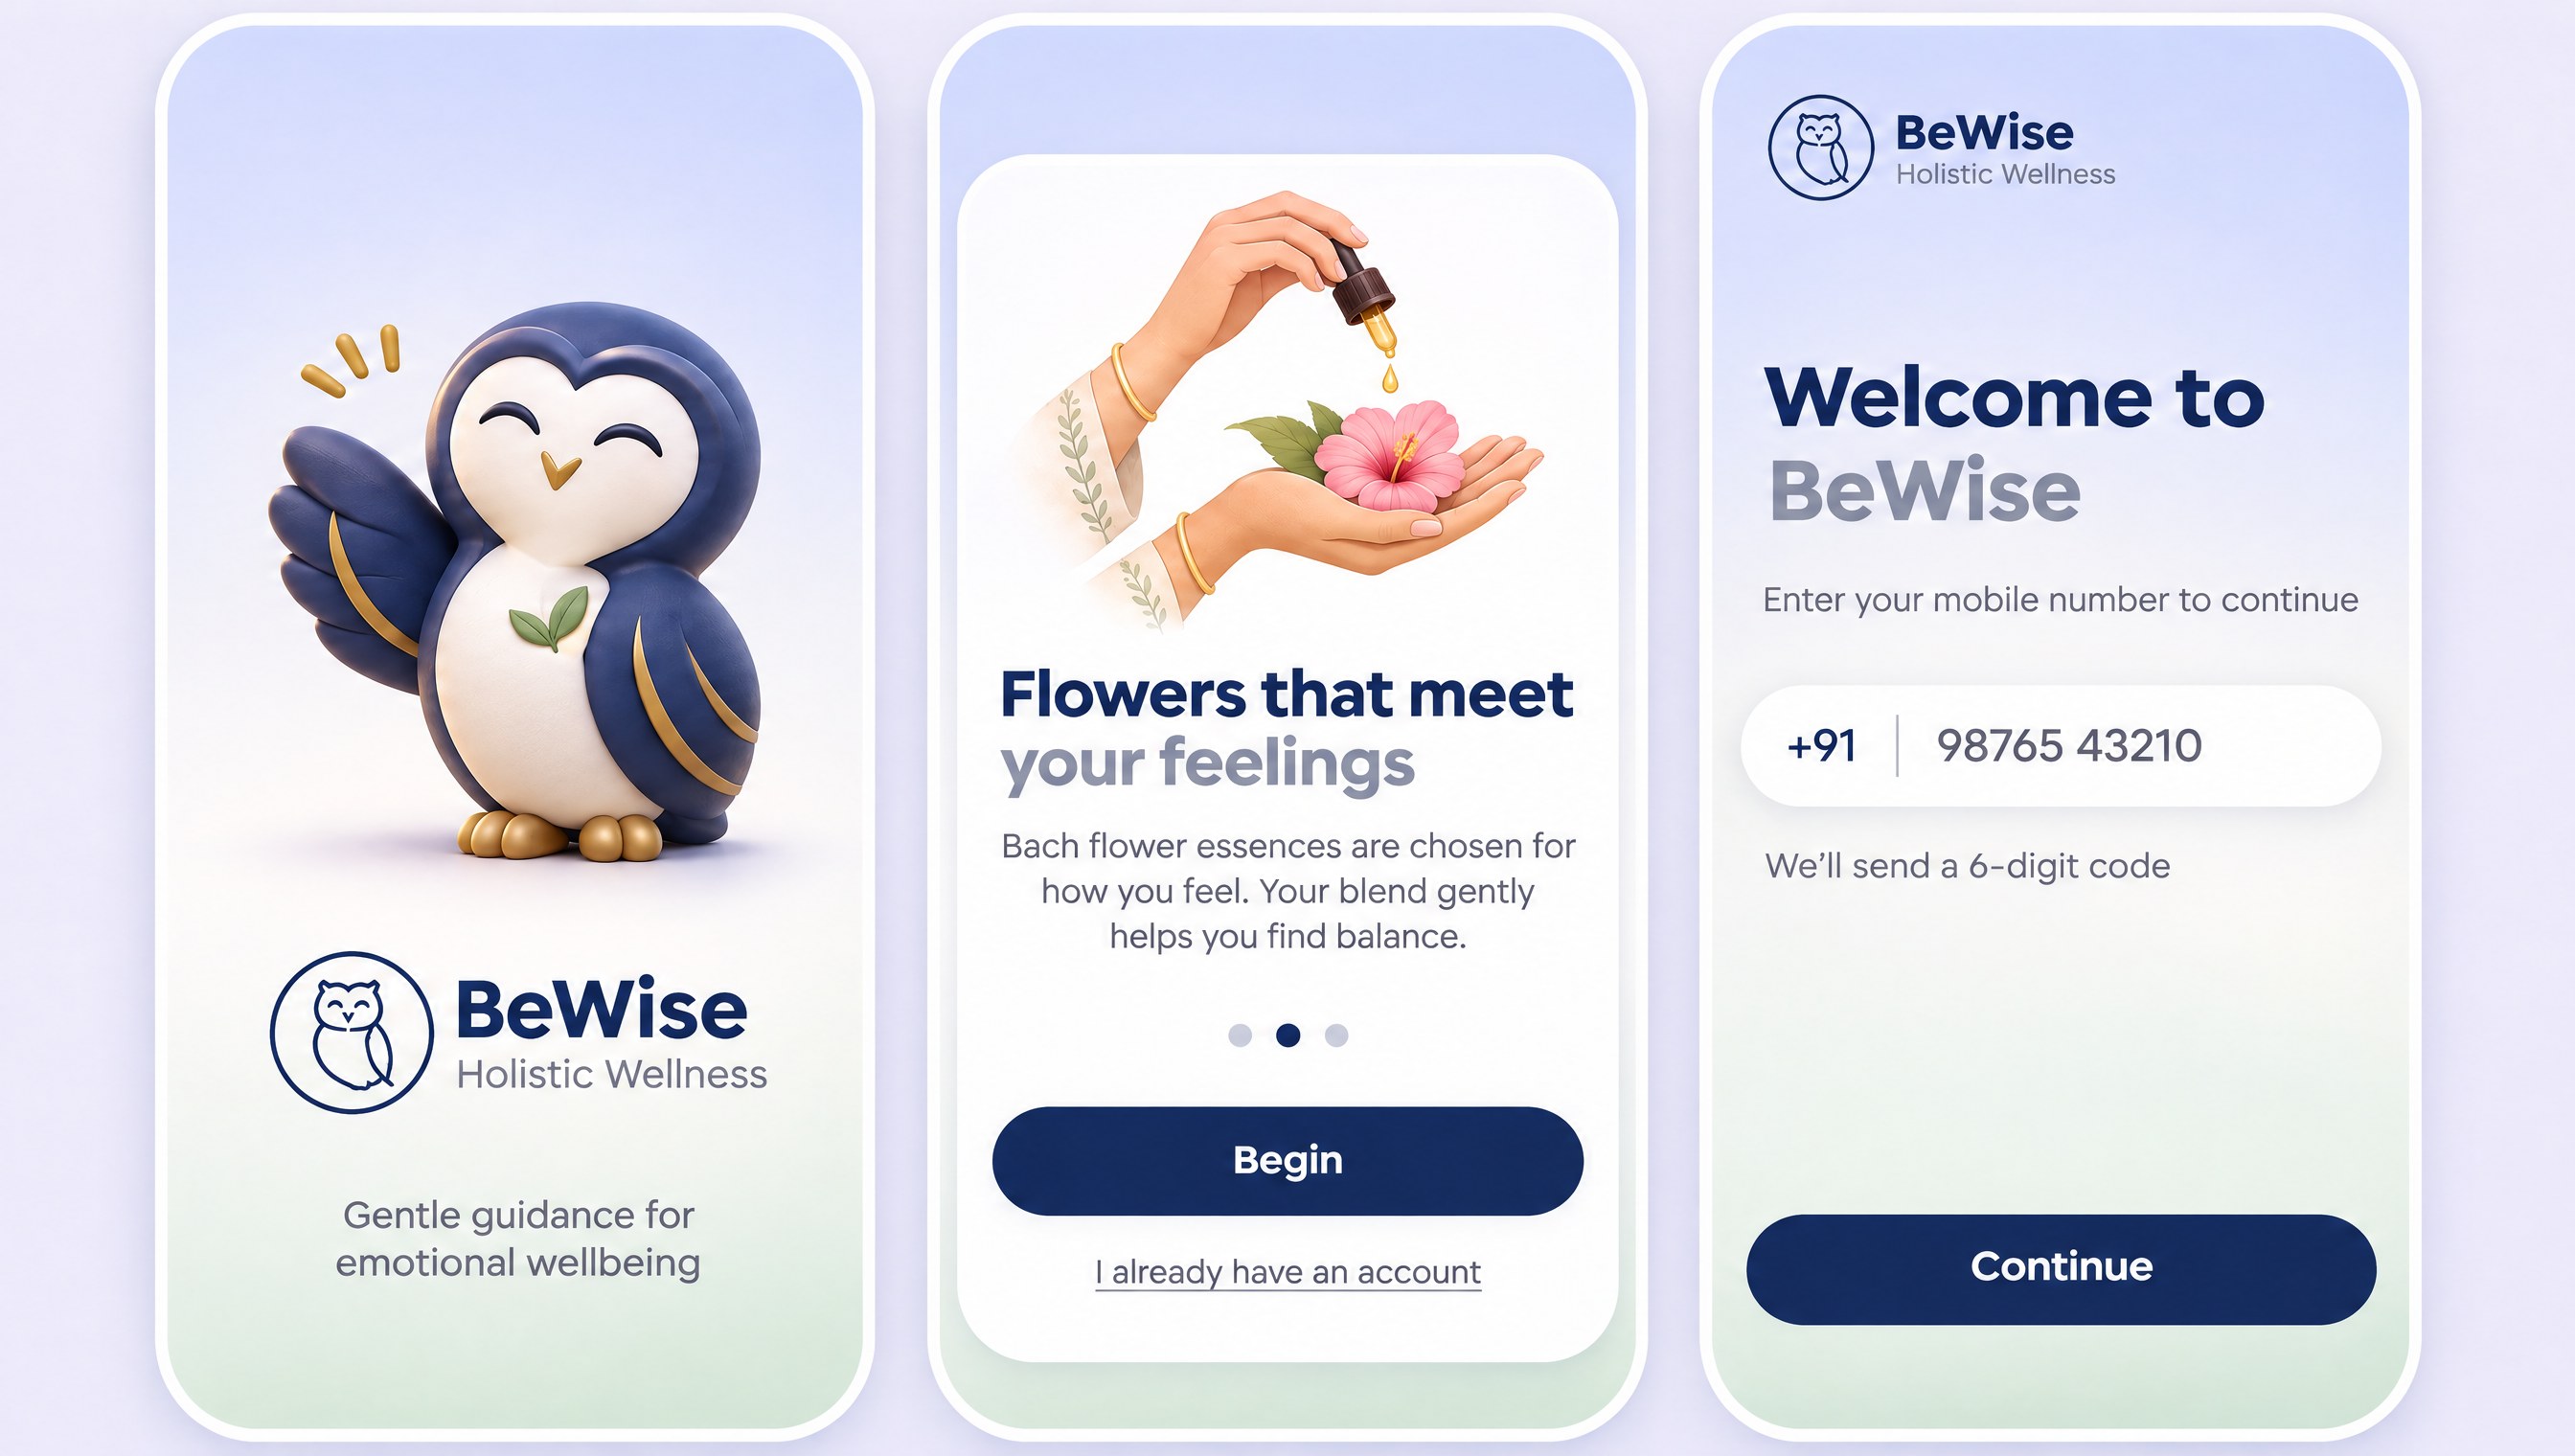 BeWise
Holistic Wellness
Gentle guidance for
emotional wellbeing
Flowers that meet
your feelings
Bach flower essences are chosen for
how you feel. Your blend gently
helps you find balance.
Begin
I already have an account
BeWise
Holistic Wellness
Welcome to
BeWise
Enter your mobile number to continue
+91 98765 43210
We’ll send a 6-digit code
Continue